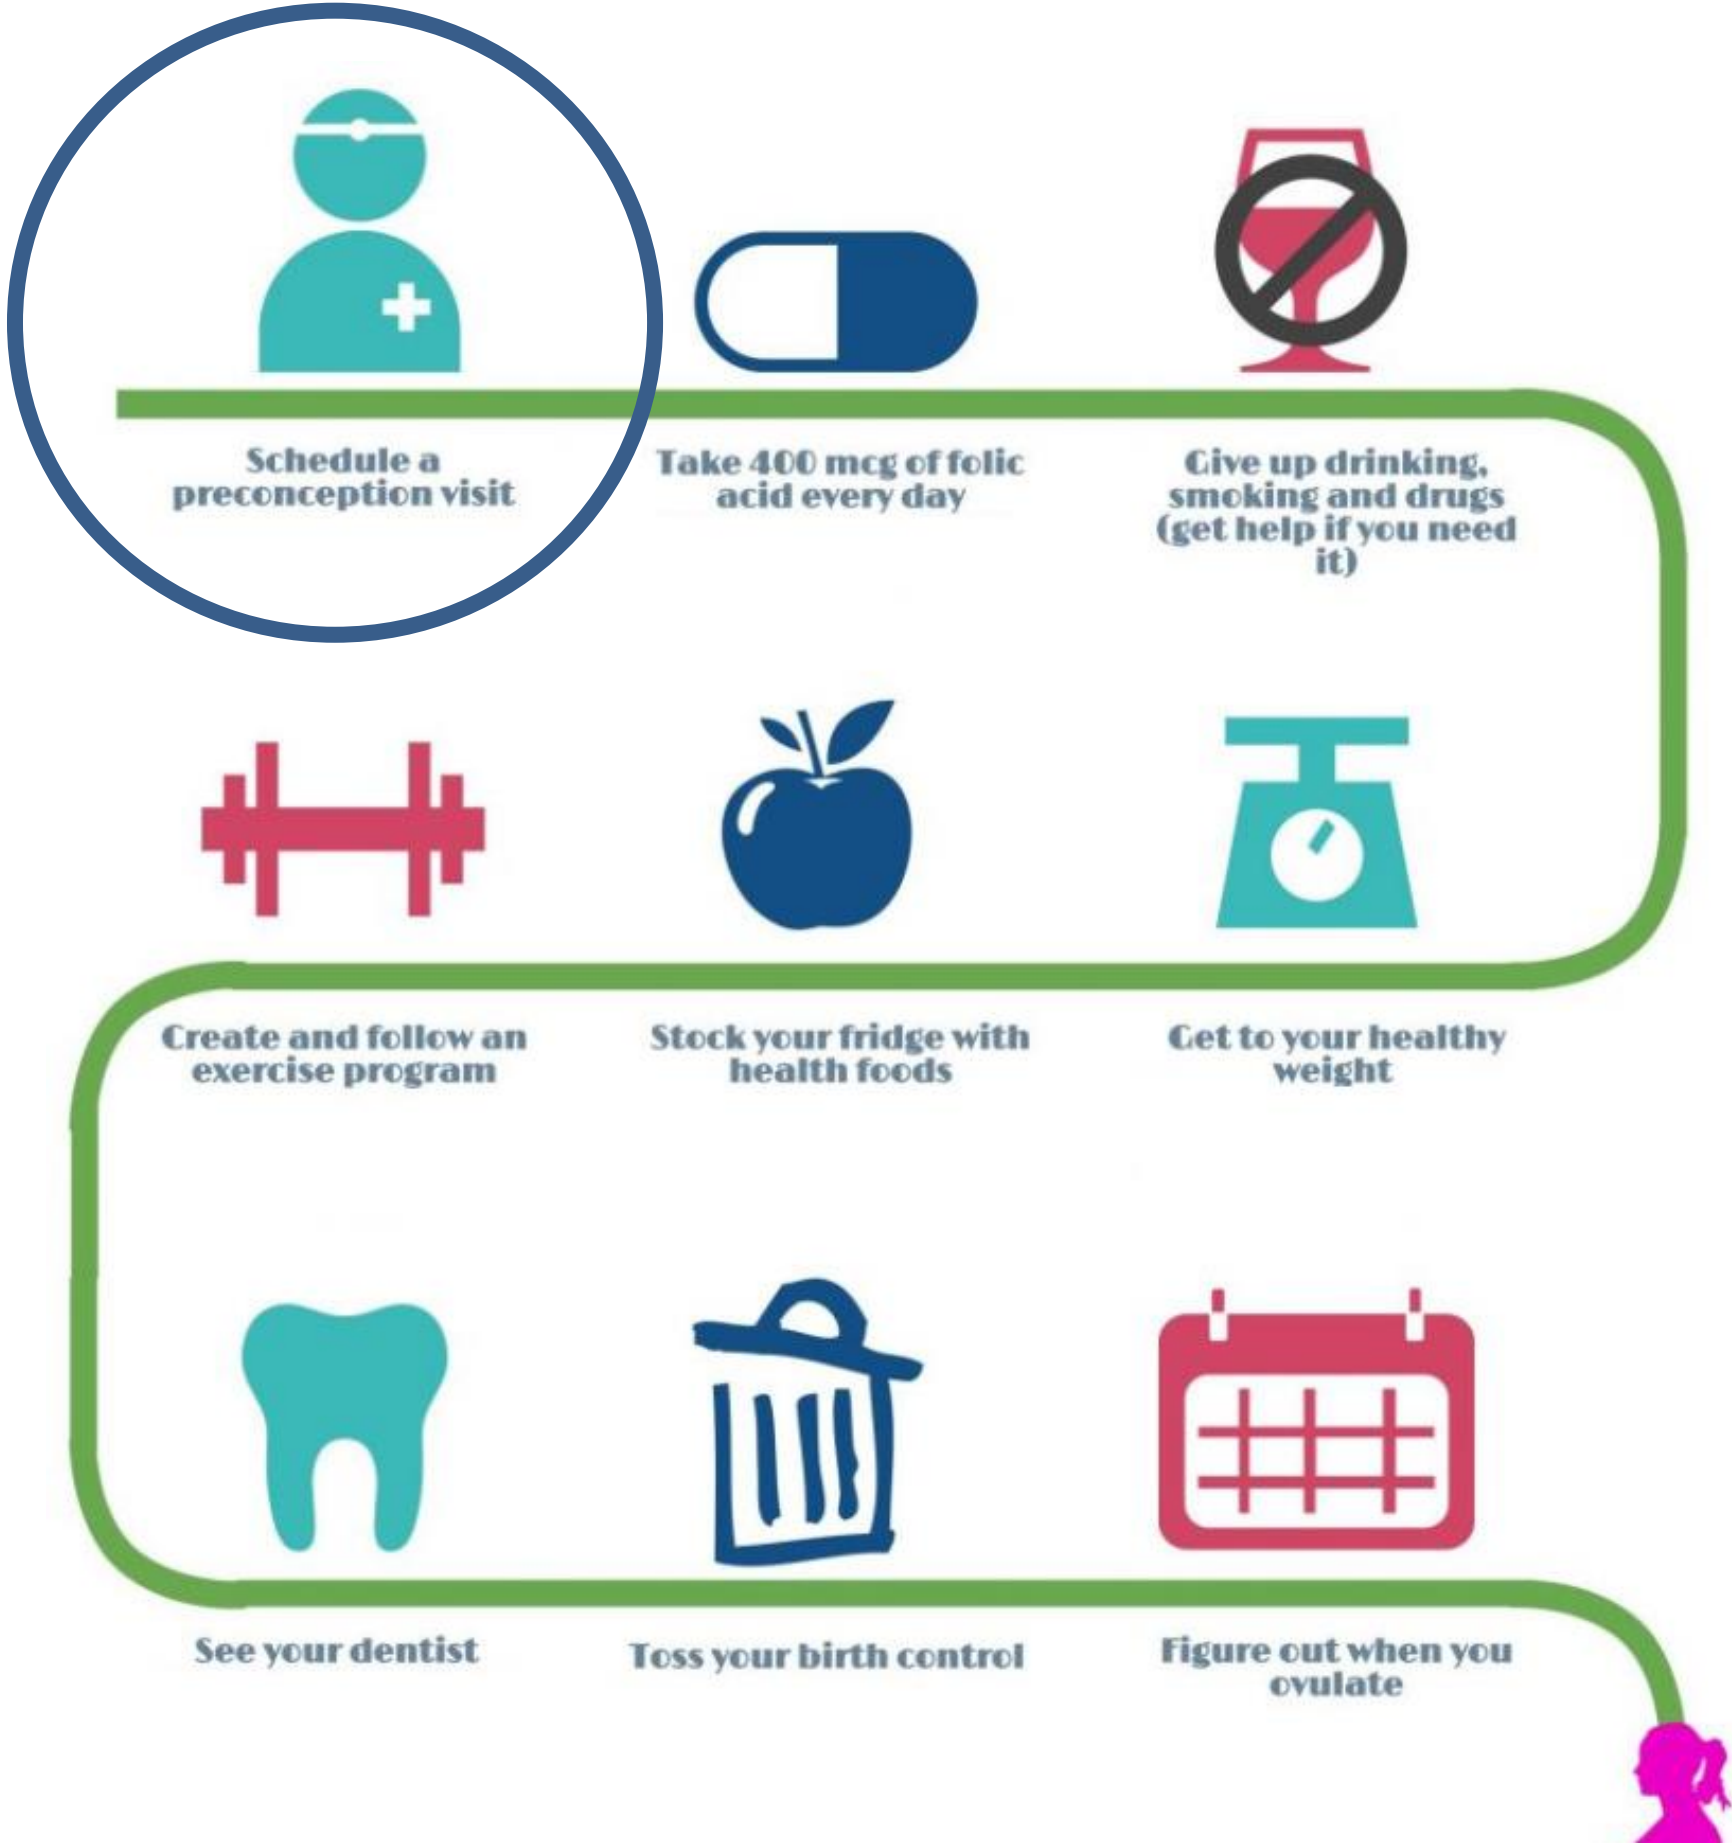 Schedule a
preconception visit
Take 400 mcg of folic
acid every day
Give up drinking,
smoking and drugs
(get help if you need
it)
Create and follow an
exercise program
Stock your fridge with
health foods
Get to your healthy
weight
See your dentist
Toss your birth control
Figure out when you
ovulate